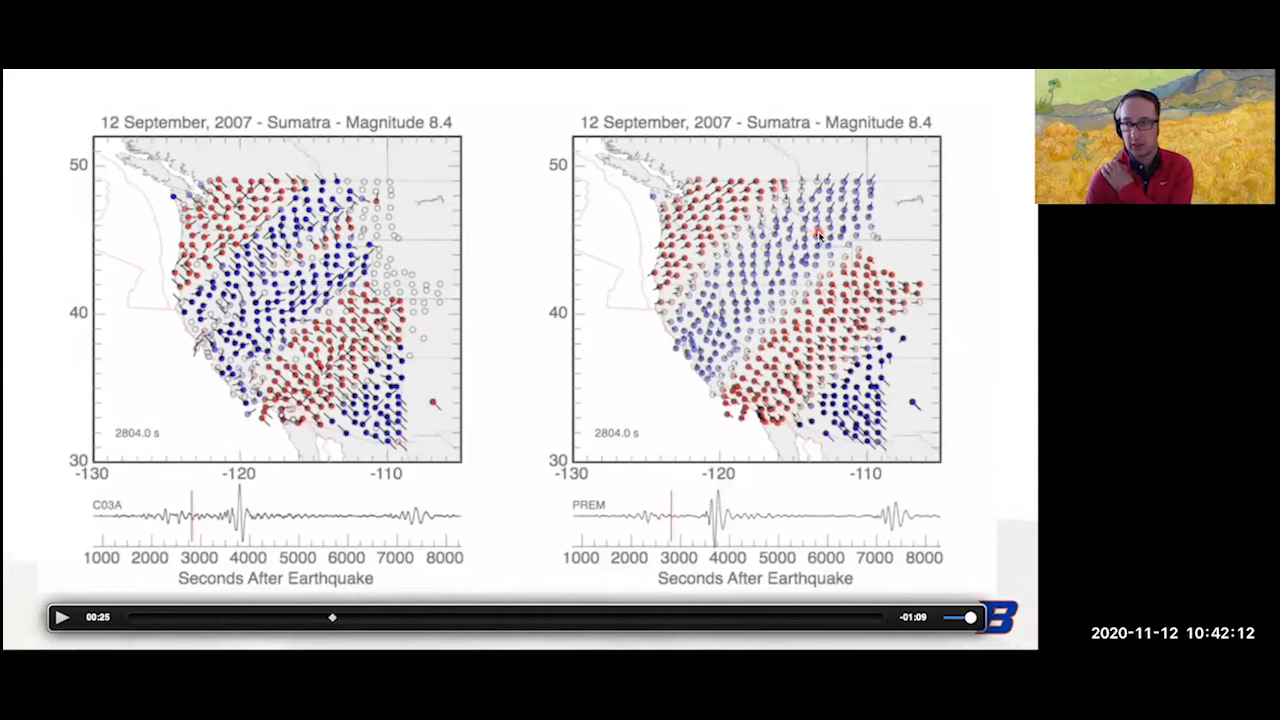 12 September, 2007 - Sumatra - Magnitude 8.4
50
40
30
2804.0 s
-130 -120 -110
C03A
1000 2000 3000 4000 5000 6000 7000 8000
Seconds After Earthquake
12 September, 2007 - Sumatra - Magnitude 8.4
50
40
30
2804.0 s
-130 -120 -110
PREM
1000 2000 3000 4000 5000 6000 7000 8000
Seconds After Earthquake
00:25 -01:09
B
2020-11-12 10:42:12